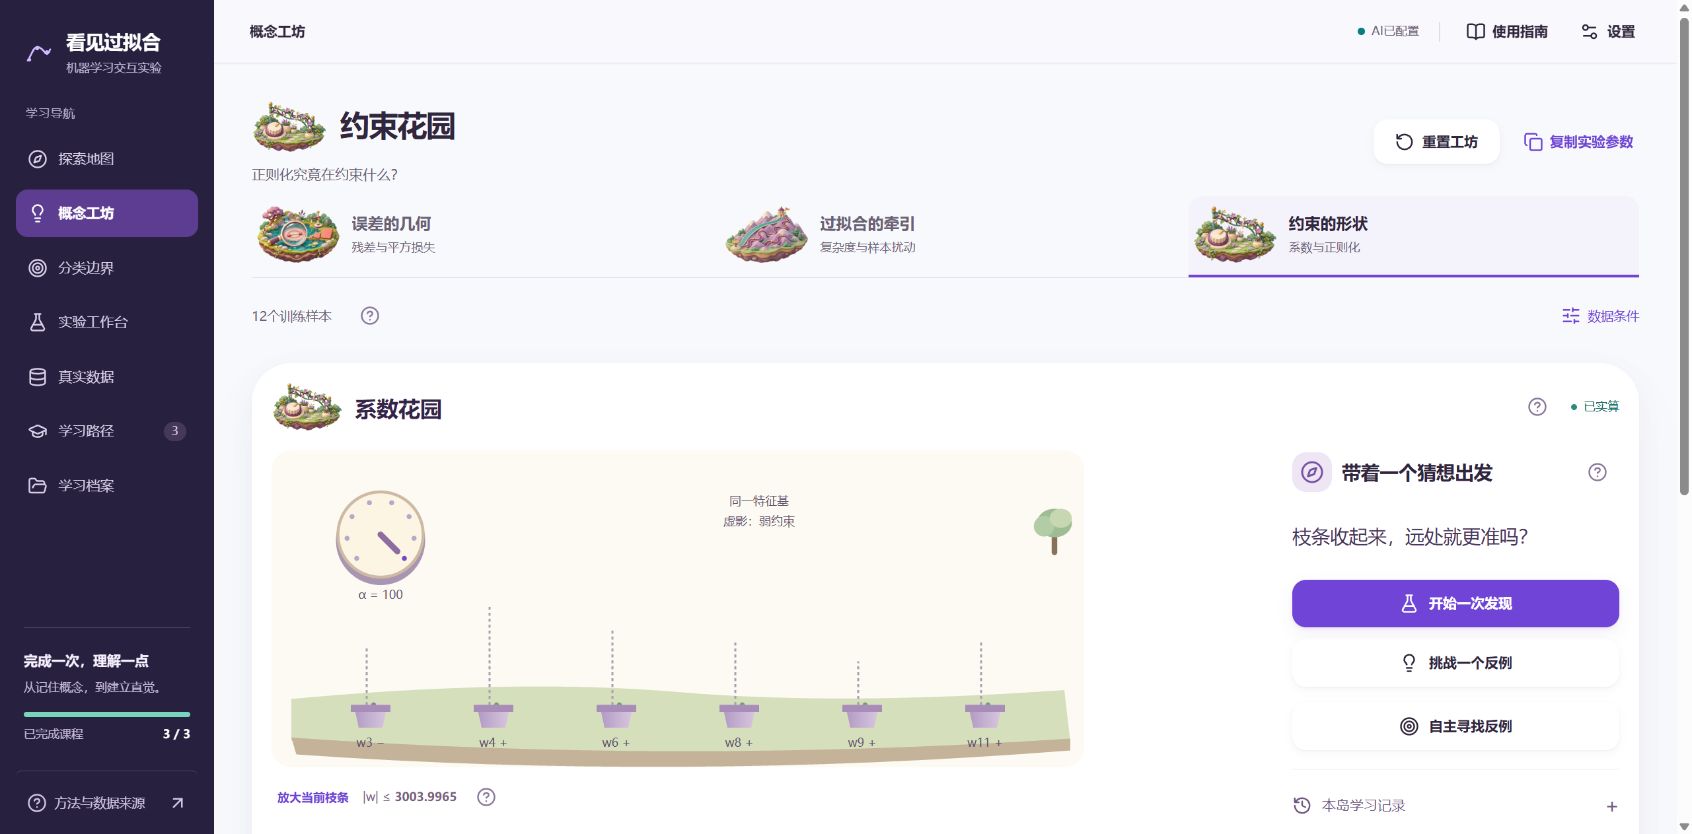 看见过拟合
机器学习交互实验
学习导航
探索地图
概念工坊
分类边界
实验工作台
真实数据
学习路径 3
学习档案
完成一次，理解一点
从记住概念，到建立直觉。
已完成课程 3 / 3
方法与数据来源
概念工坊
AI已配置
使用指南
设置
约束花园
正则化究竟在约束什么？
重置工坊
复制实验参数
误差的几何
残差与平方损失
过拟合的牵引
复杂度与样本扰动
约束的形状
系数与正则化
12个训练样本
数据条件
系数花园
已实算
同一特征基
虚影：弱约束
α = 100
w3 −
w4 +
w6 +
w8 +
w9 +
w11 +
放大当前枝条 |w| ≤ 3003.9965
带着一个猜想出发
枝条收起来，远处就更准吗？
开始一次发现
挑战一个反例
自主寻找反例
本岛学习记录